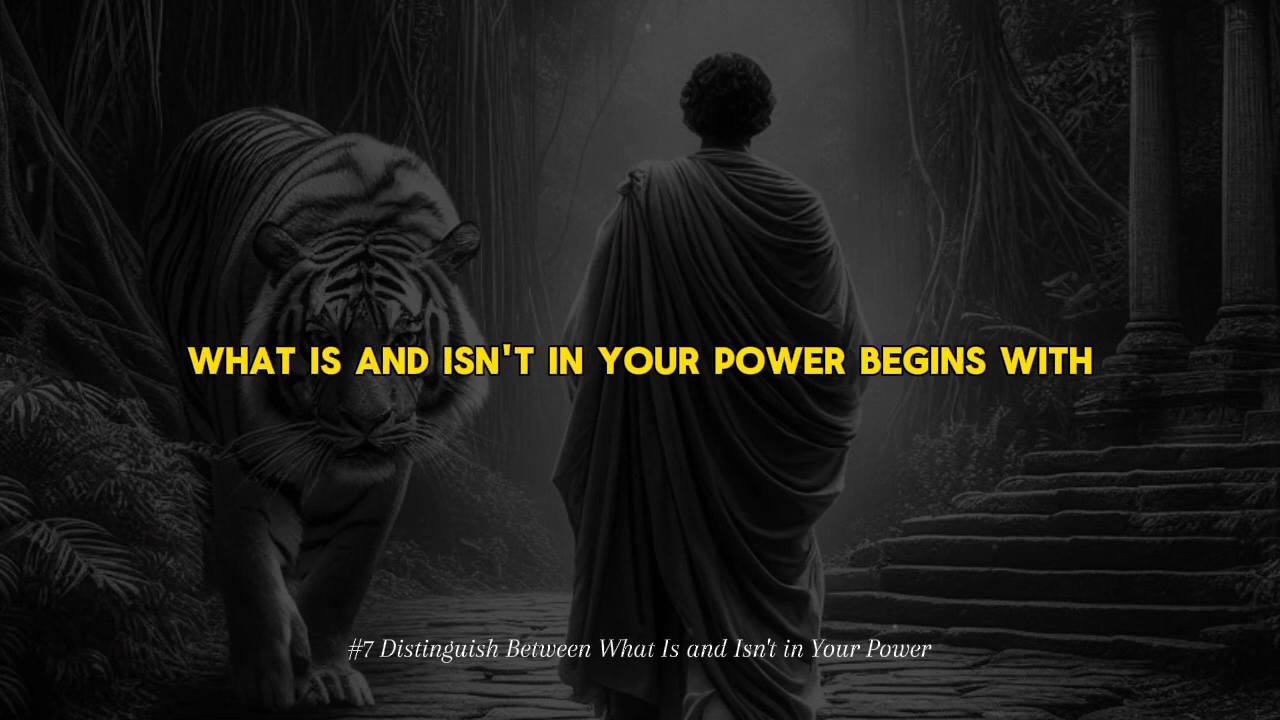 WHAT IS AND ISN'T IN YOUR POWER BEGINS WITH
#7 Distinguish Between What Is and Isn't in Your Power